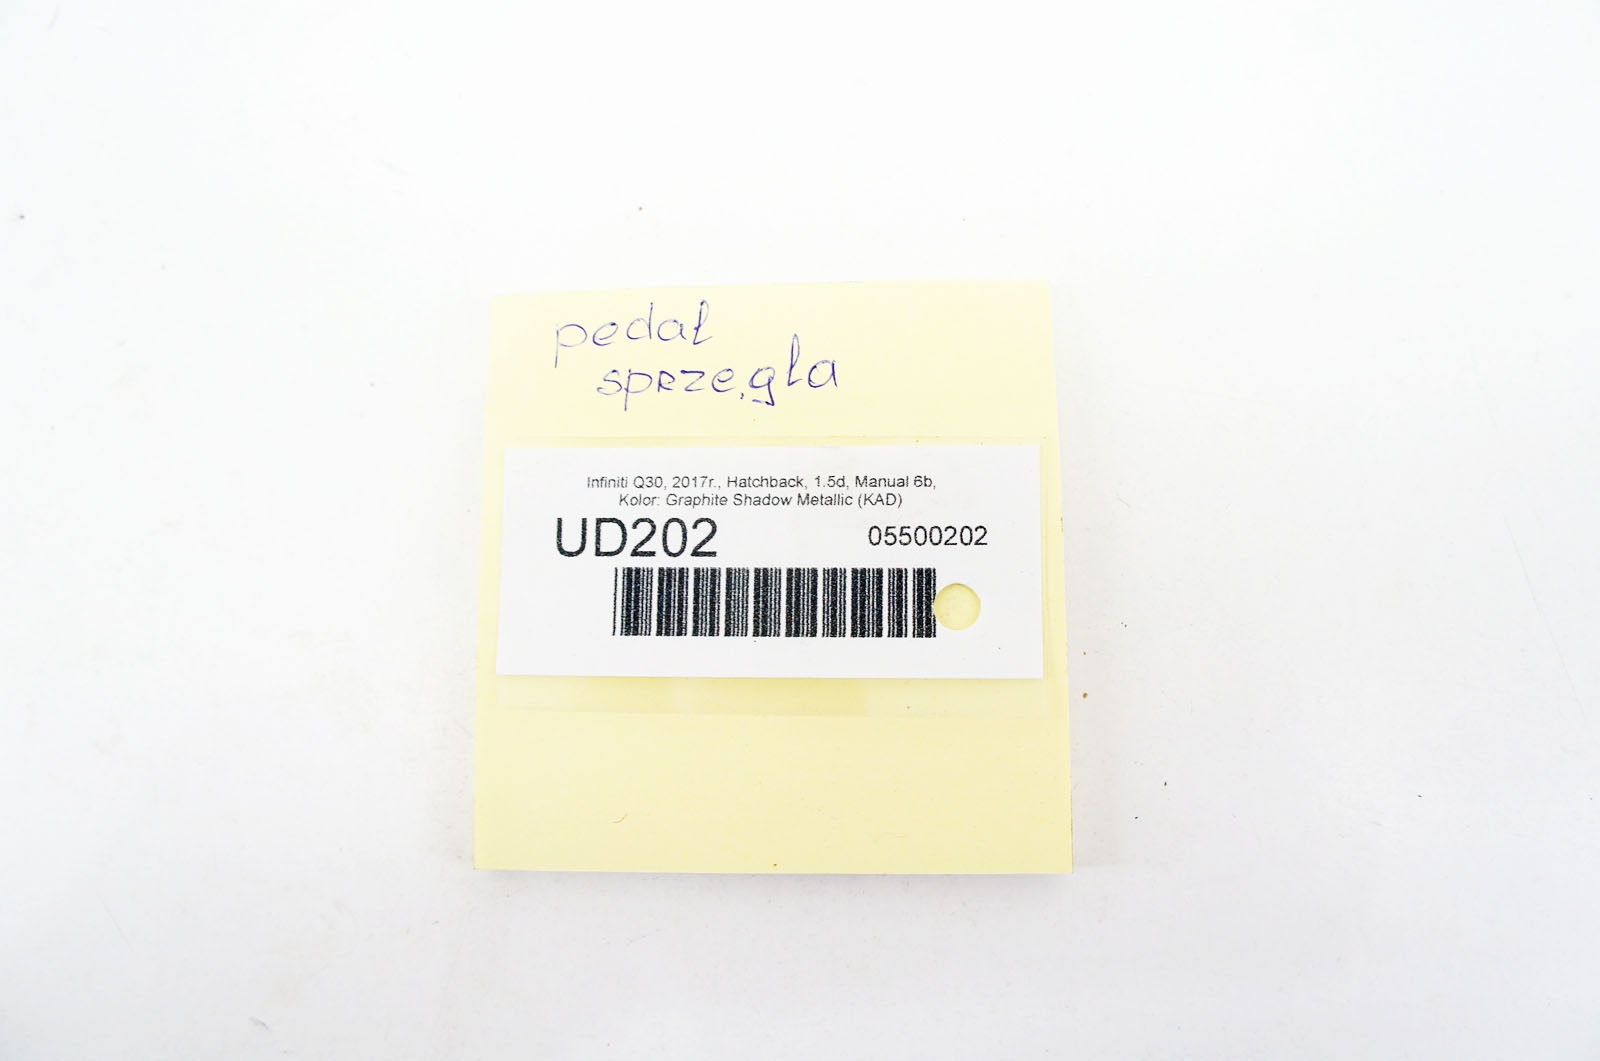 pedał
sprzęgła
Infiniti Q30, 2017r., Hatchback, 1.5d, Manual 6b,
Kolor: Graphite Shadow Metallic (KAD)
UD202 05500202